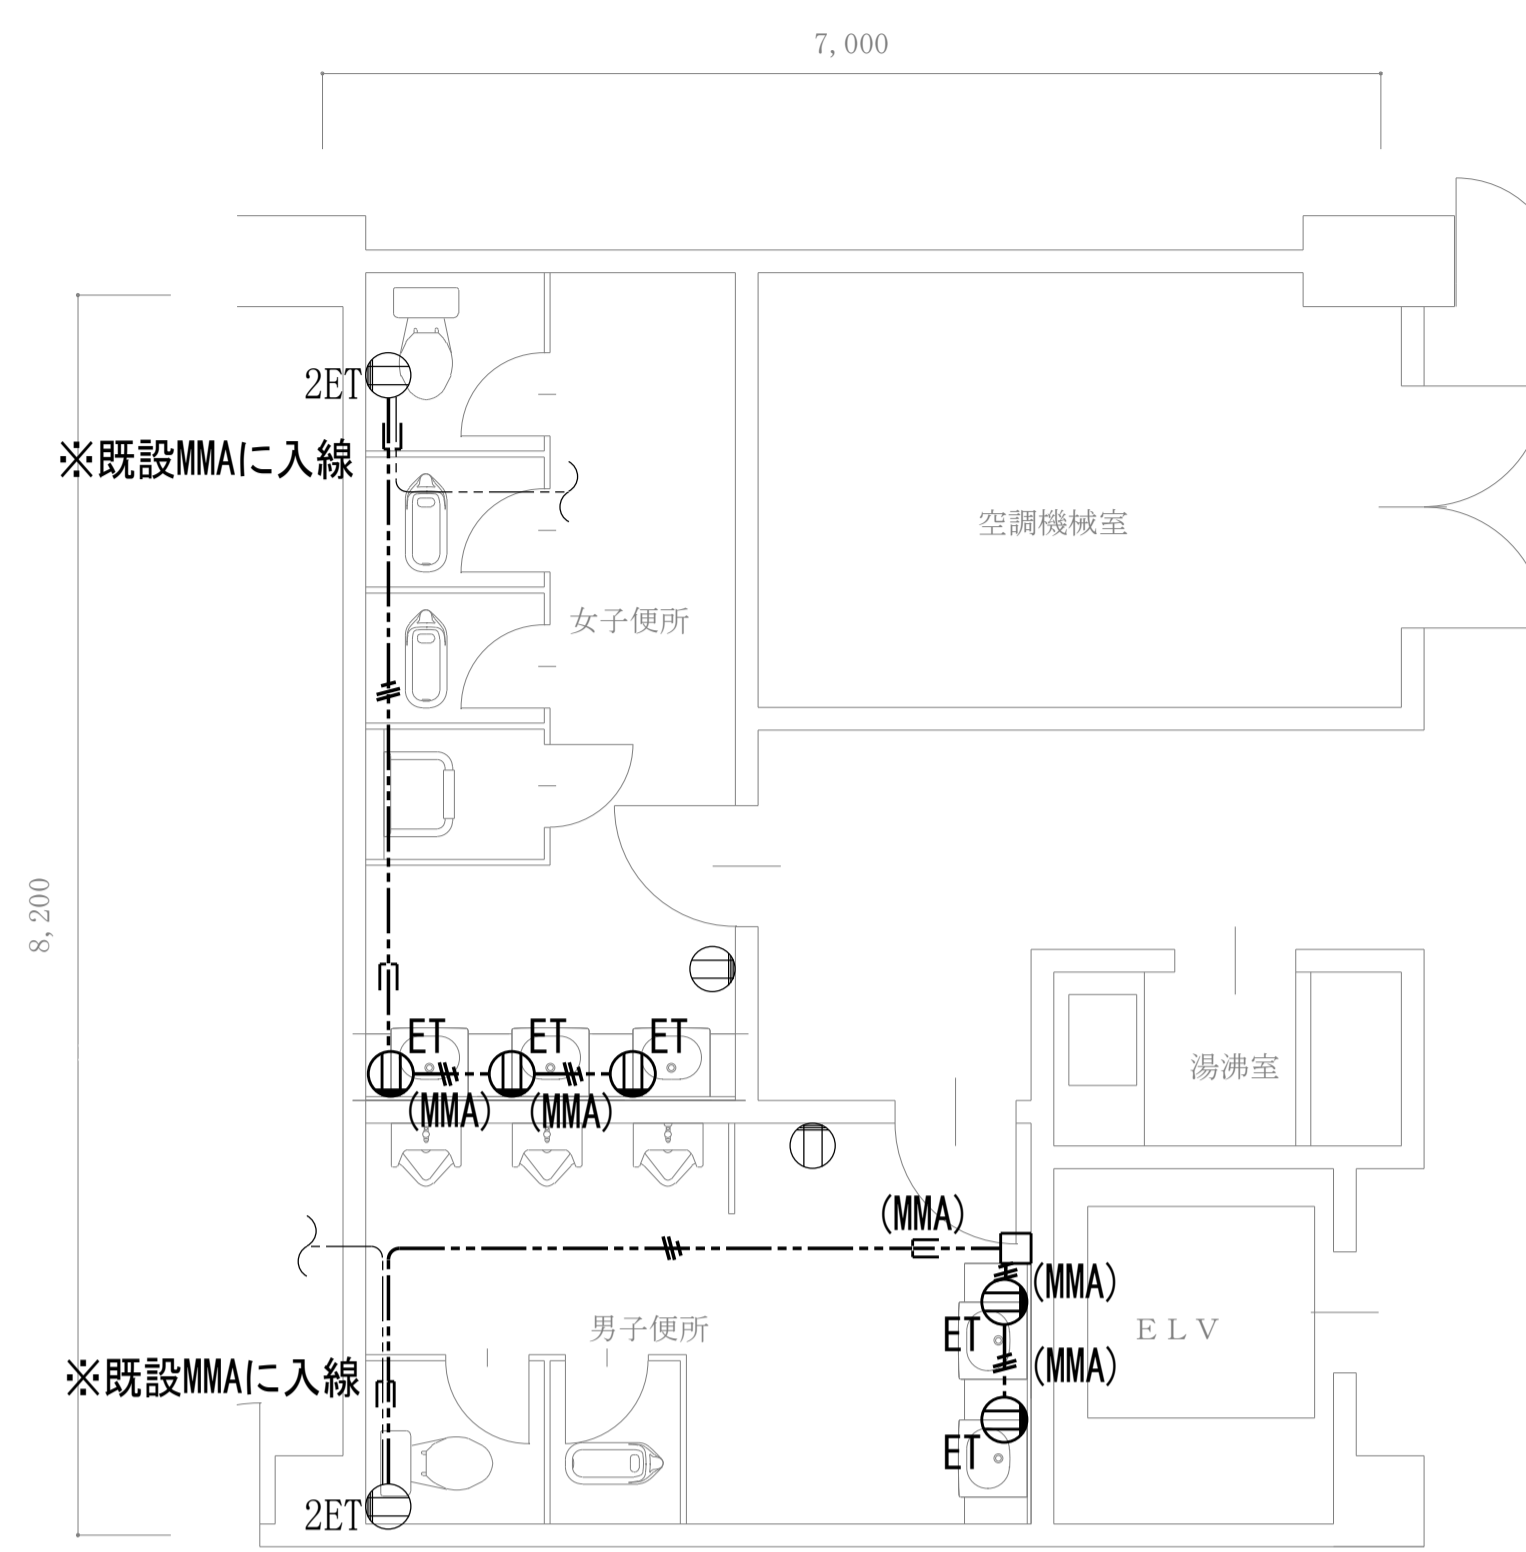 7,000
2ET
※既設MMAに入線
空調機械室
女子便所
8,200
ET
ET
ET
(MMA)
(MMA)
湯沸室
(MMA)
(MMA)
男子便所
ET
ELV
(MMA)
※既設MMAに入線
ET
2ET